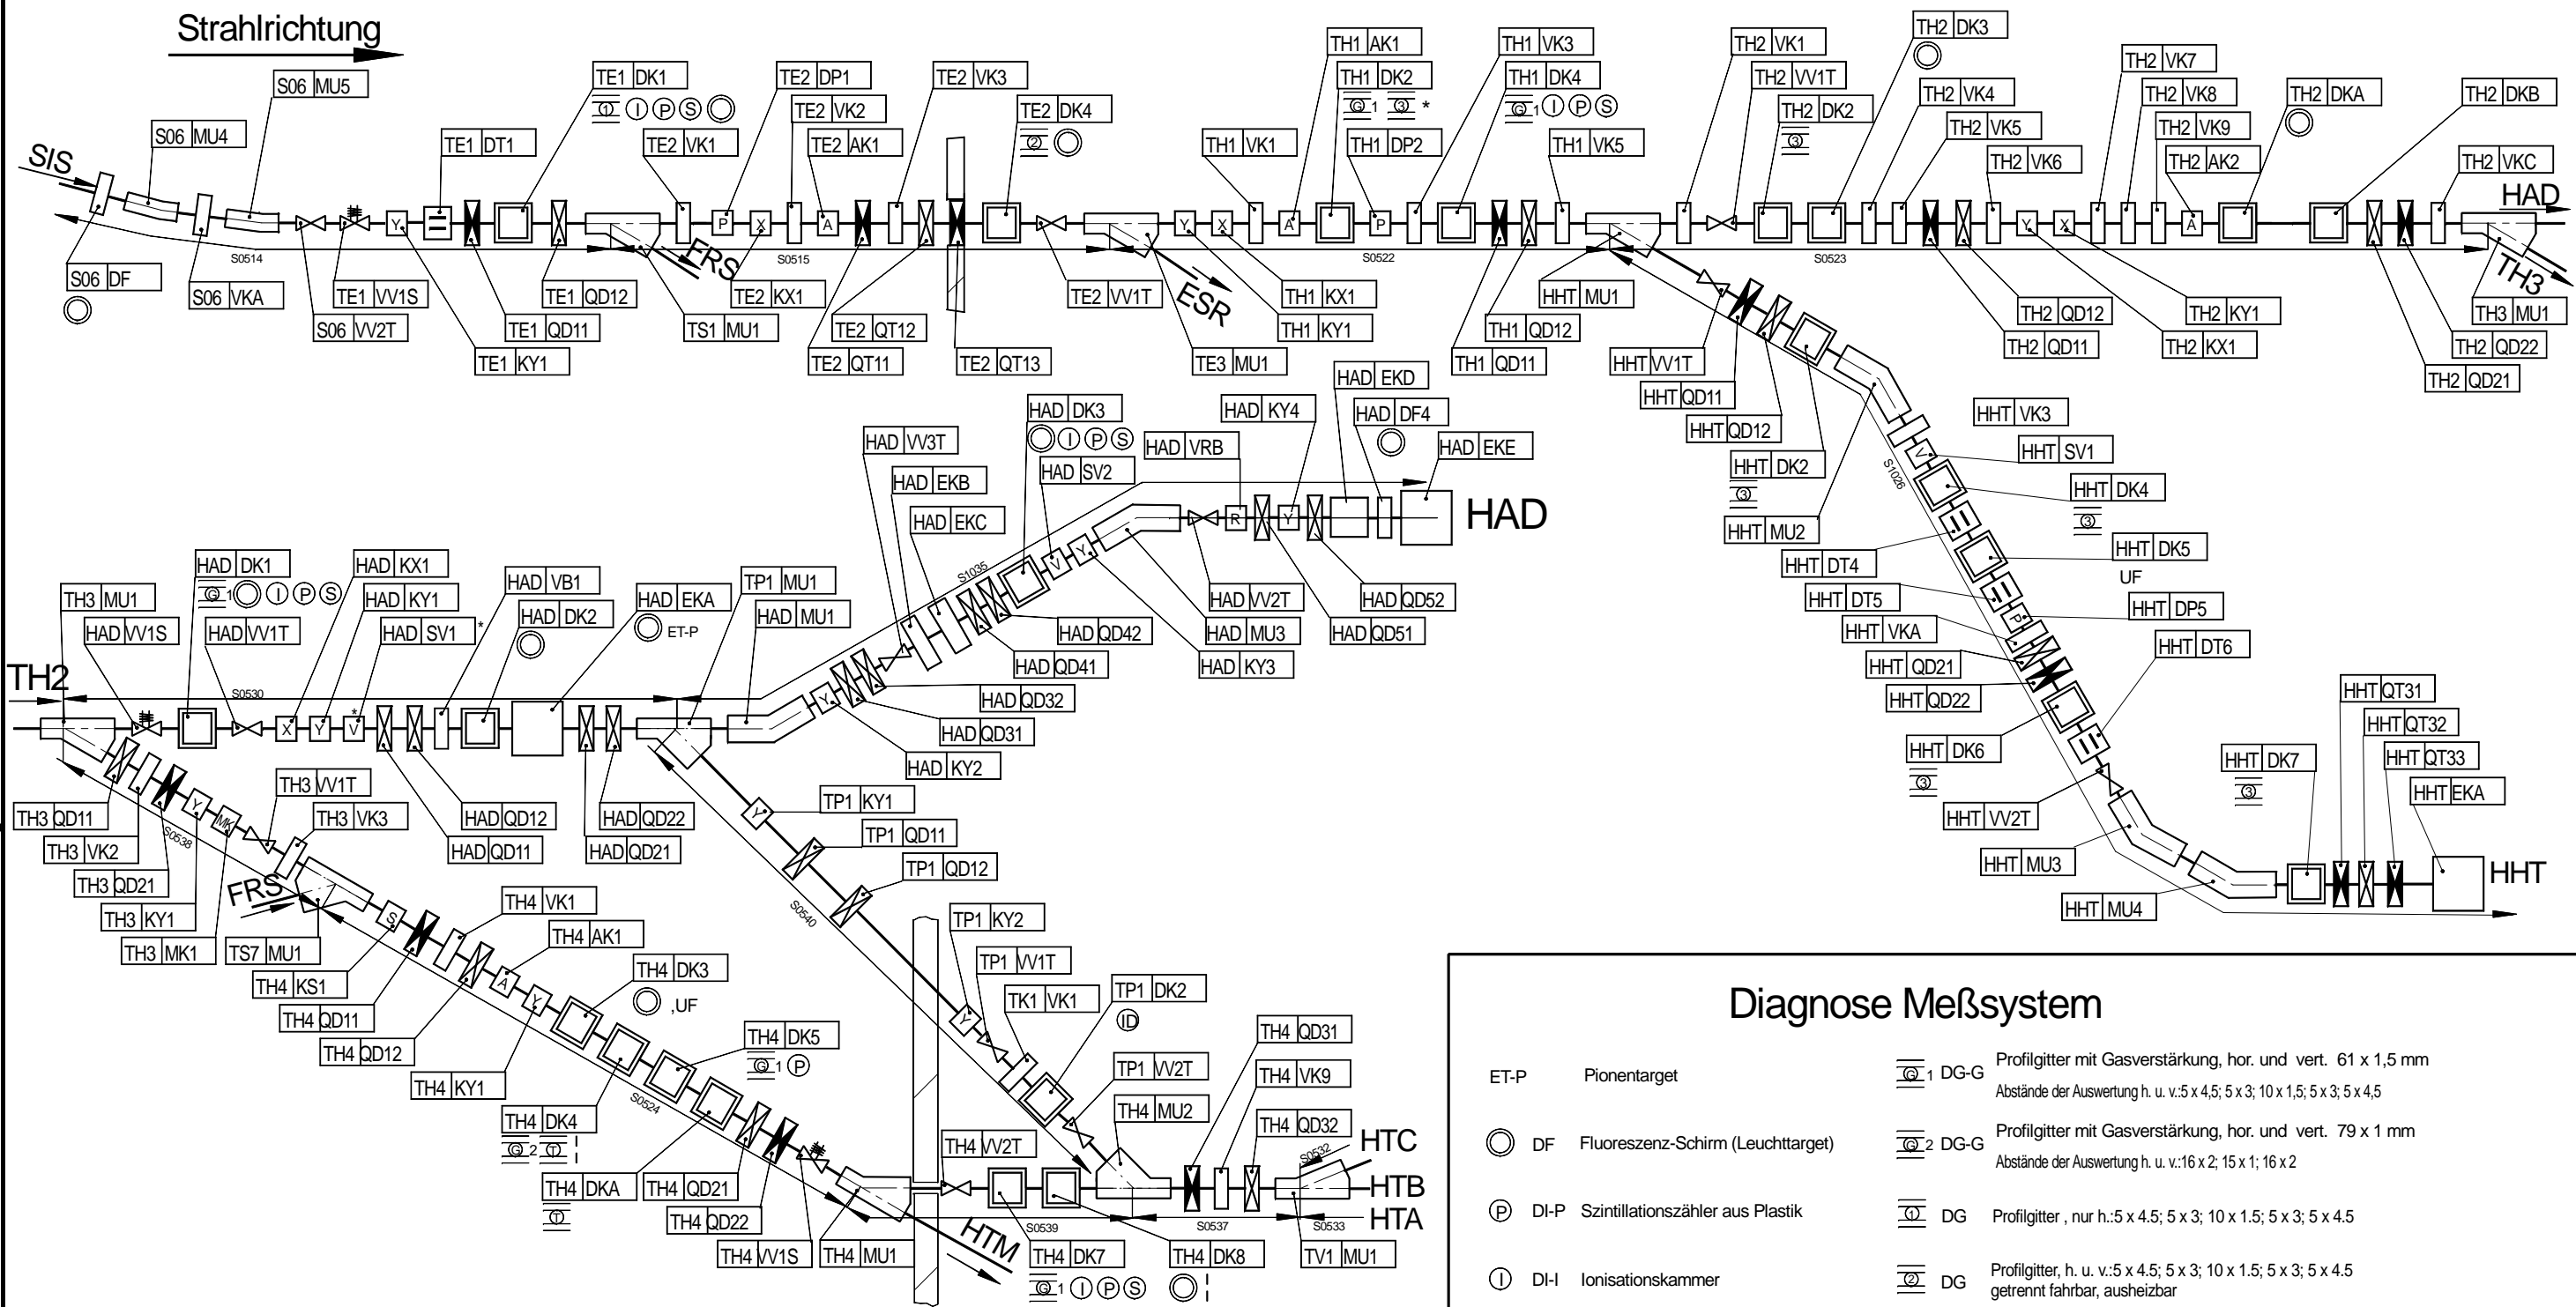 Strahlrichtung
SIS
S06 MU4
S06 MU5
TE1 DT1
TE1 DK1
1 I P S
TE2 VK1
TE2 DP1
TE2 VK2
TE2 AK1
TE2 VK3
TE2 DK4
2
TH1 VK1
TH1 AK1
TH1 DK2
G 1 3 *
TH1 DP2
TH1 VK3
TH1 DK4
G 1 I P S
TH1 VK5
TH2 VK1
TH2 VV1T
TH2 DK2
3
TH2 DK3
TH2 VK4
TH2 VK5
TH2 VK6
TH2 VK7
TH2 VK8
TH2 VK9
TH2 AK2
TH2 DKA
TH2 DKB
TH2 VKC
HAD
Y P X A Y X A P Y X A
S0514
S0515
S0522
S0523
FRS
ESR
TH3
S06 DF
S06 VKA
S06 VV2T
TE1 VV1S
TE1 KY1
TE1 QD11
TE1 QD12
TS1 MU1
TE2 KX1
TE2 QT11
TE2 QT12
TE2 QT13
TE2 VV1T
TE3 MU1
TH1 KX1
TH1 KY1
TH1 QD11
TH1 QD12
HHT MU1
HHT VV1T
HHT QD11
HHT QD12
HHT DK2
3
HHT MU2
TH2 QD12
TH2 QD11
TH2 KY1
TH2 KX1
TH3 MU1
TH2 QD22
TH2 QD21
HAD VV3T
HAD EKB
HAD EKC
HAD DK3
I P S
HAD SV2
HAD VRB
HAD KY4
HAD EKD
HAD DF4
HAD EKE
HAD
S1035
R Y
V Y
HHT VK3
HHT SV1
V
S1026
HHT DK4
3
HHT DT4
HHT DK5
UF
HHT DT5
HHT DP5
P
HHT VKA
HHT DT6
HHT QD21
HHT QD22
HHT DK6
3
HHT VV2T
HHT MU3
HHT MU4
HHT DK7
3
HHT QT31
HHT QT32
HHT QT33
HHT EKA
HHT
TH2
TH3 MU1
HAD VV1S
HAD DK1
G 1 I P S
HAD VV1T
HAD KX1
HAD KY1
HAD SV1 *
HAD VB1
HAD DK2
HAD EKA
ET-P
TP1 MU1
HAD MU1
S0530
X Y V *
Y
HAD VV2T
HAD MU3
HAD KY3
HAD QD51
HAD QD52
HAD QD42
HAD QD41
HAD QD32
HAD QD31
HAD KY2
TH3 QD11
TH3 VK2
TH3 QD21
TH3 KY1
TH3 MK1
S0538
Y MK
TH3 VV1T
TH3 VK3
HAD QD12
HAD QD11
HAD QD22
HAD QD21
FRS
TS7 MU1
TP1 KY1
Y
TP1 QD11
TP1 QD12
S0540
TH4 VK1
TH4 AK1
S
TH4 KS1
TH4 QD11
TH4 QD12
TH4 KY1
A Y
TH4 DK3
,UF
TH4 DK5
G 1 P
TH4 DK4
G 2 T
S0524
TH4 DKA
T
TH4 QD21
TH4 QD22
TH4 VV1S
TH4 MU1
HTM
TP1 KY2
Y
TP1 VV1T
TK1 VK1
TP1 DK2
ID
TP1 VV2T
TH4 MU2
TH4 VV2T
TH4 QD31
TH4 VK9
TH4 QD32
HTC
S0532
HTB
HTA
S0539
S0537
S0533
TH4 DK7
G 1 I P S
TH4 DK8
TV1 MU1
Diagnose Meßsystem
ET-P Pionentarget
DF Fluoreszenz-Schirm (Leuchttarget)
P DI-P Szintillationszähler aus Plastik
I DI-I Ionisationskammer
G 1 DG-G Profilgitter mit Gasverstärkung, hor. und vert. 61 x 1,5 mm
Abstände der Auswertung h. u. v.:5 x 4,5; 5 x 3; 10 x 1,5; 5 x 3; 5 x 4,5
G 2 DG-G Profilgitter mit Gasverstärkung, hor. und vert. 79 x 1 mm
Abstände der Auswertung h. u. v.:16 x 2; 15 x 1; 16 x 2
1 DG Profilgitter , nur h.:5 x 4.5; 5 x 3; 10 x 1.5; 5 x 3; 5 x 4.5
2 DG Profilgitter, h. u. v.:5 x 4.5; 5 x 3; 10 x 1.5; 5 x 3; 5 x 4.5
getrennt fahrbar, ausheizbar